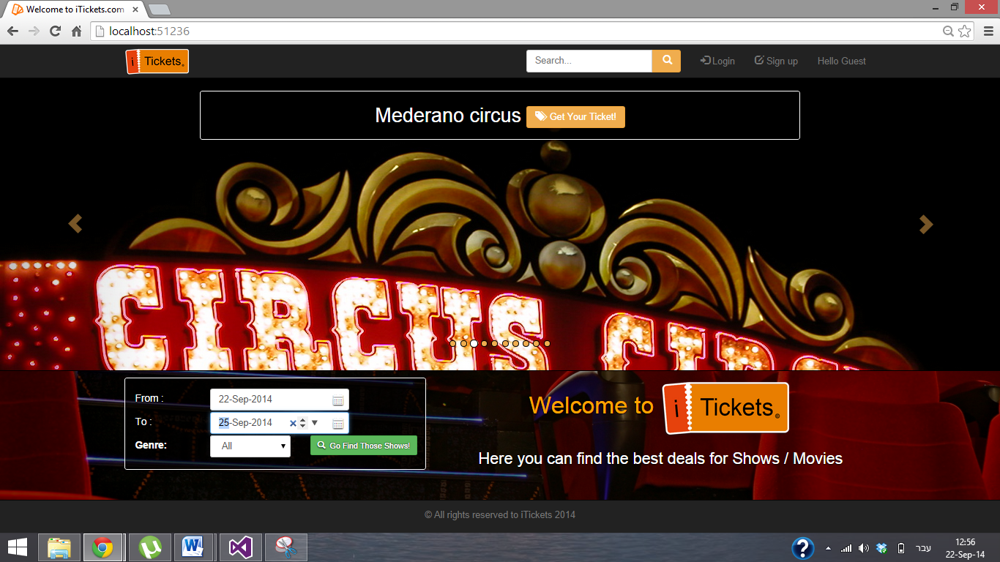 Welcome to iTickets.com
localhost:51236
i Tickets©
Search...
Login
Sign up
Hello Guest
Mederano circus
Get Your Ticket!
CIRCUS
From :
22-Sep-2014
To :
25-Sep-2014
Genre:
All
Go Find Those Shows!
Welcome to
i Tickets©
Here you can find the best deals for Shows / Movies
© All rights reserved to iTickets 2014
W
?
עבר
12:56
22-Sep-14